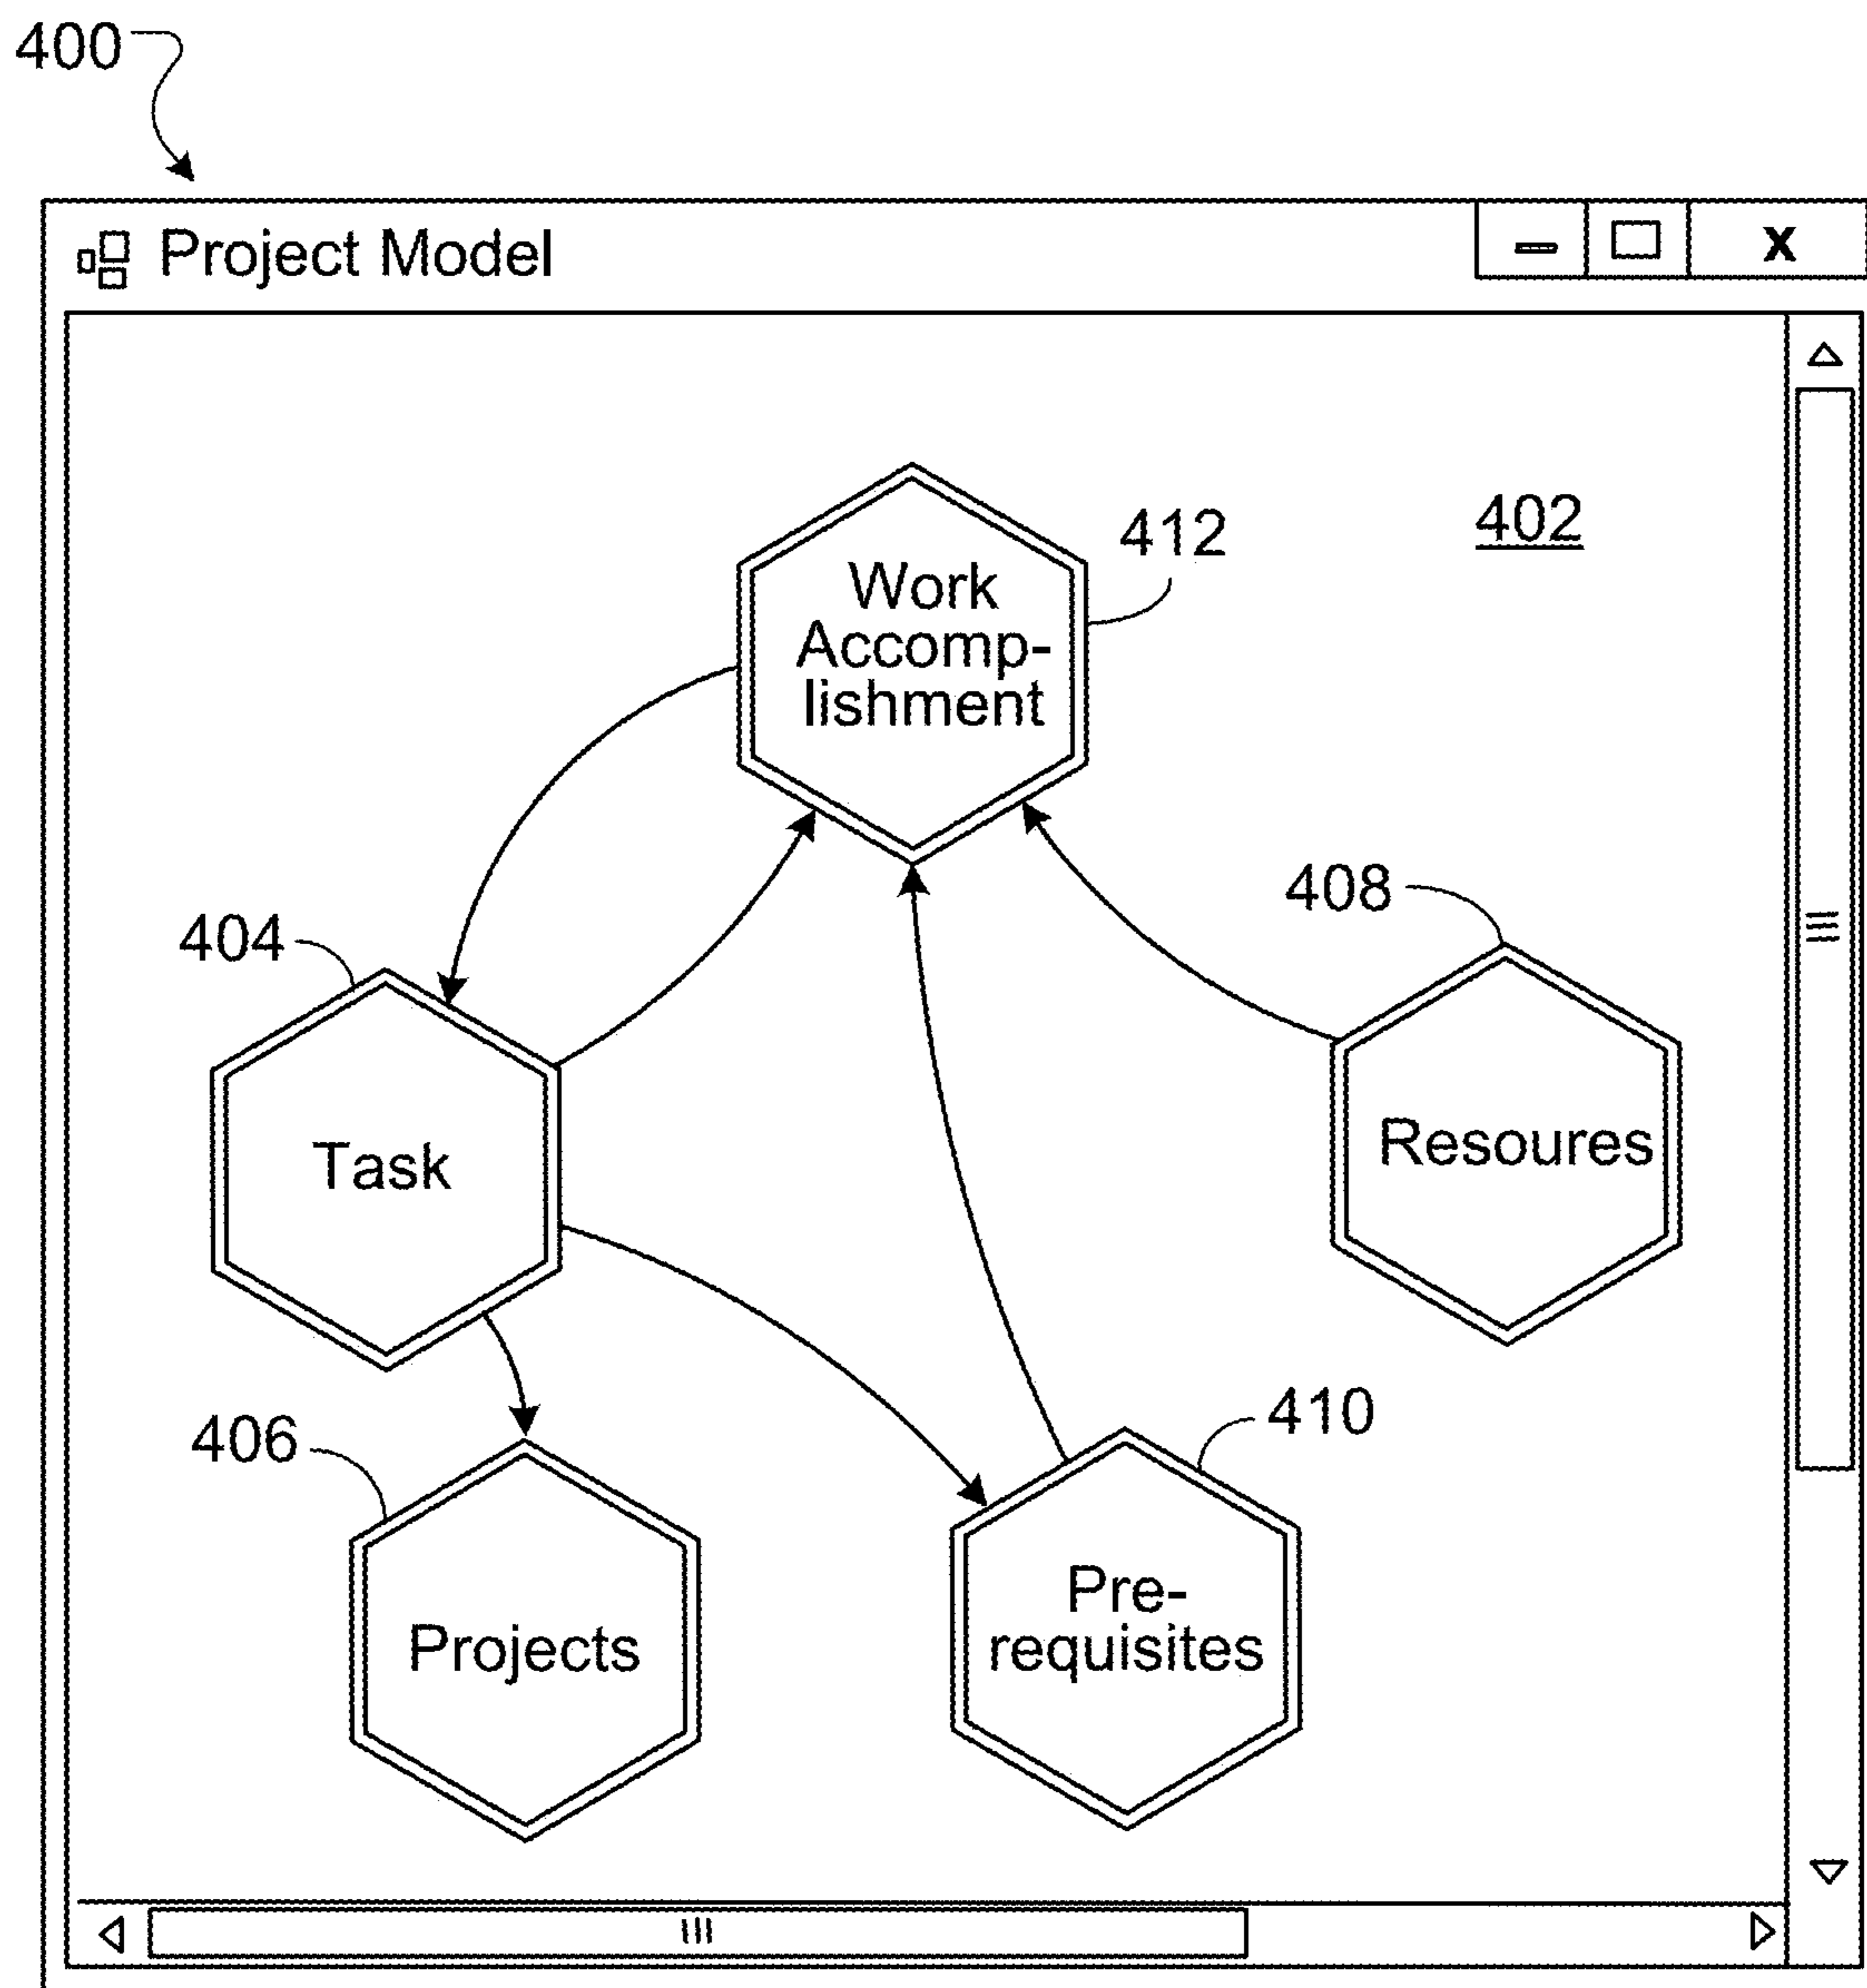 400
Project Model
x
402
412
Work
Accomp-
lishment
408
404
Task
Resoures
406
410
Projects
Pre-
requisites